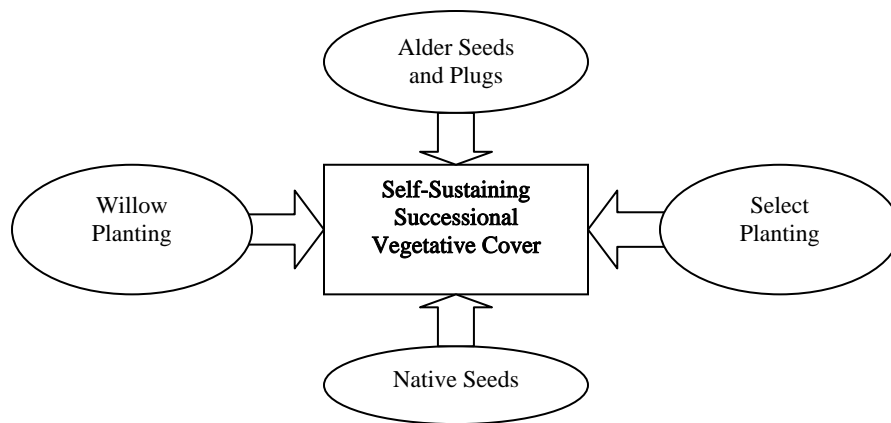 Alder Seeds
and Plugs
Willow
Planting
Self-Sustaining
Successional
Vegetative Cover
Select
Planting
Native Seeds